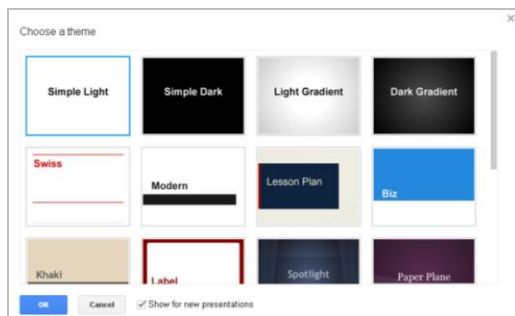 Choose a theme
Simple Light
Simple Dark
Light Gradient
Dark Gradient
Swiss
Modern
Lesson Plan
Biz
Khaki
Label
Spotlight
Paper Plane
OK
Cancel
Show for new presentations